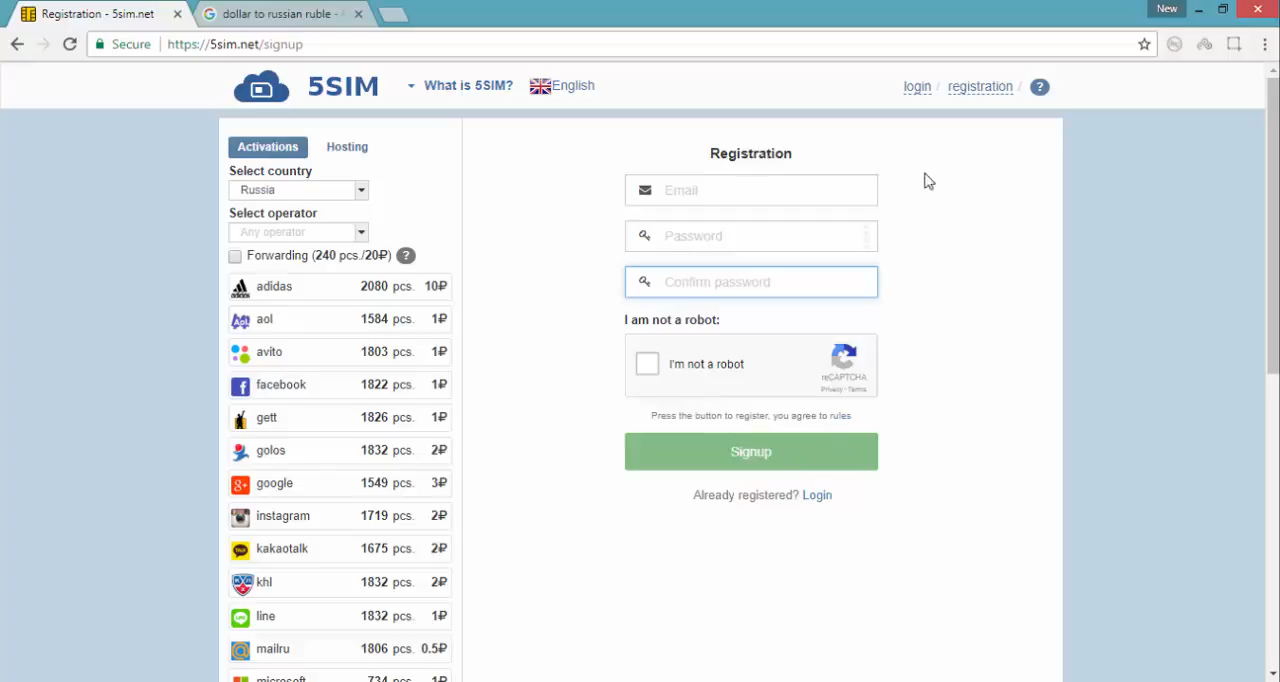 Registration - 5sim.net
dollar to russian ruble -
New
Secure
https://5sim.net/signup
5SIM
What is 5SIM?
English
login / registration / ?
Activations
Hosting
Select country
Russia
Select operator
Any operator
Forwarding (240 pcs./20₽) ?
adidas 2080 pcs. 10₽
aol 1584 pcs. 1₽
avito 1803 pcs. 1₽
facebook 1822 pcs. 1₽
gett 1826 pcs. 1₽
golos 1832 pcs. 2₽
google 1549 pcs. 3₽
instagram 1719 pcs. 2₽
kakaotalk 1675 pcs. 2₽
khl 1832 pcs. 2₽
line 1832 pcs. 1₽
mailru 1806 pcs. 0.5₽
microsoft 734 pcs. 1₽
Registration
Email
Password
Confirm password
I am not a robot:
I'm not a robot
reCAPTCHA
Privacy - Terms
Press the button to register, you agree to rules
Signup
Already registered? Login